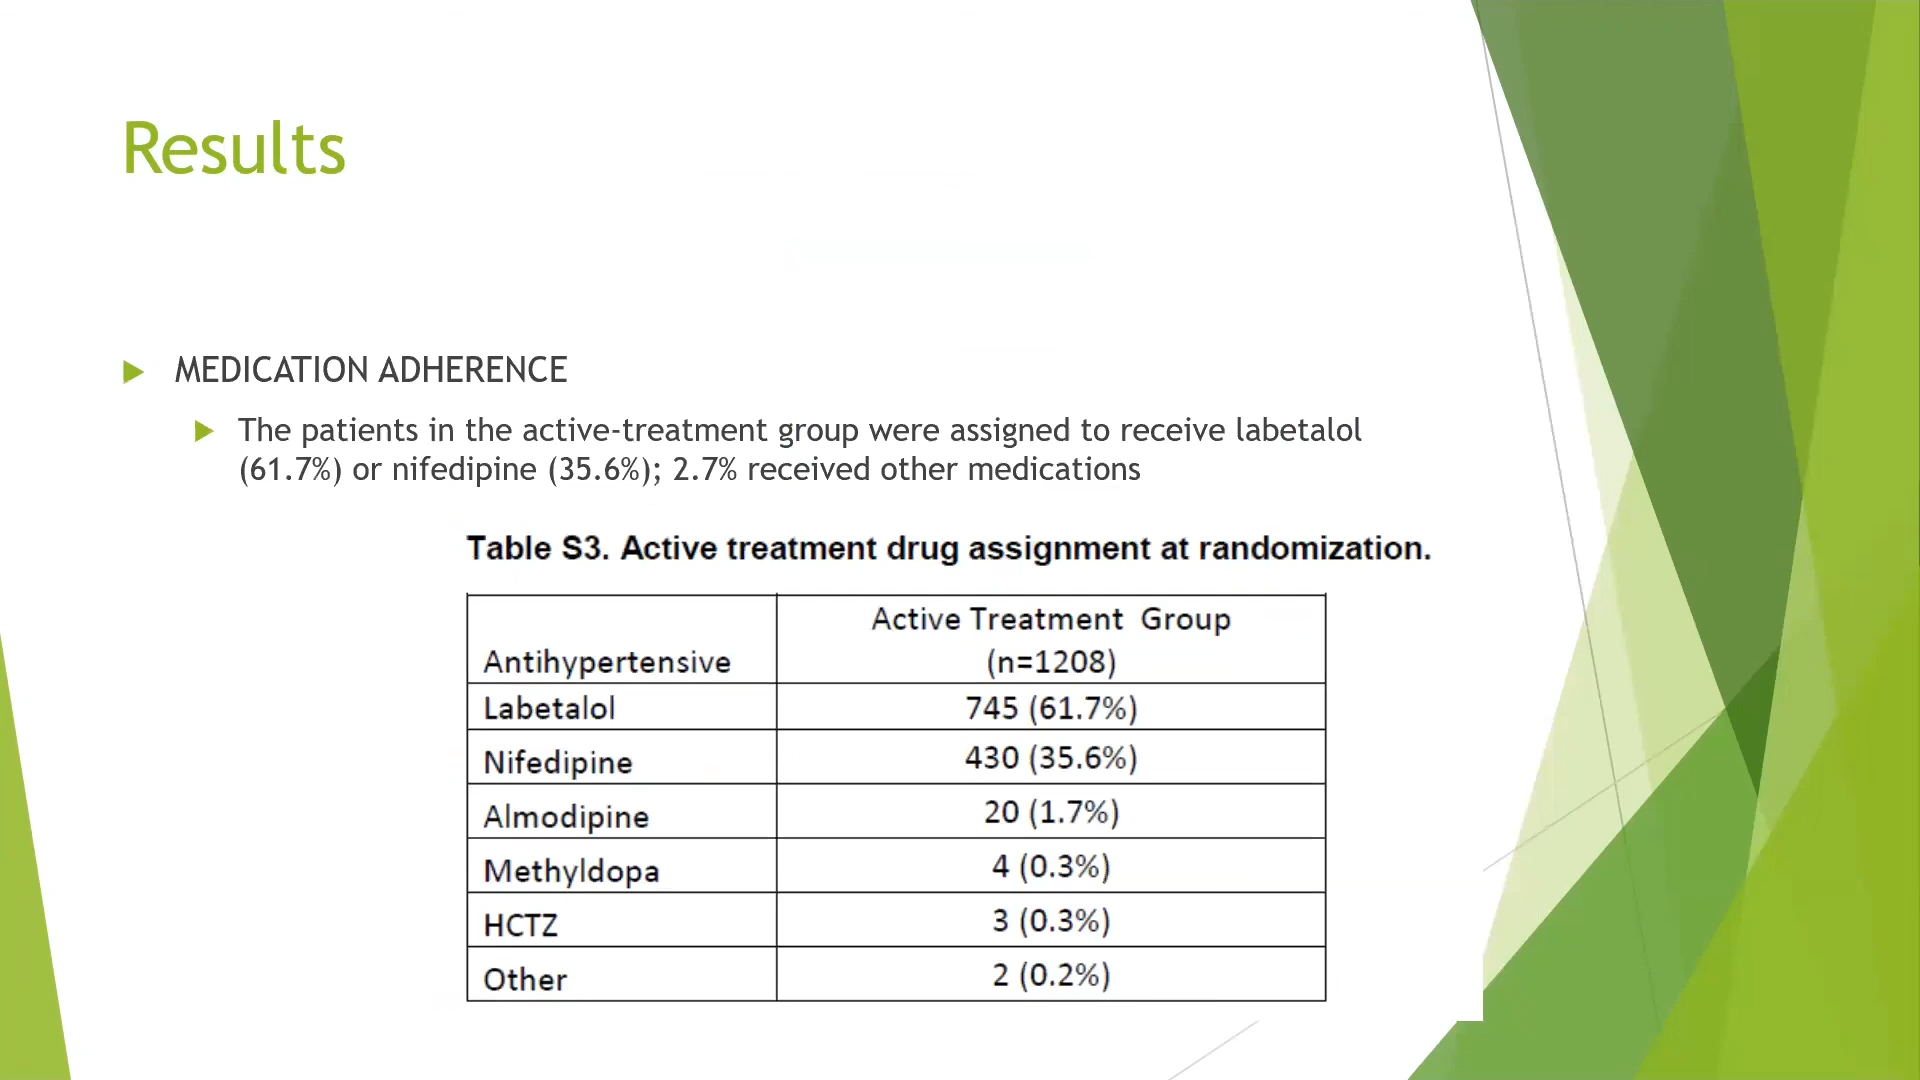 Results
MEDICATION ADHERENCE
The patients in the active-treatment group were assigned to receive labetalol
(61.7%) or nifedipine (35.6%); 2.7% received other medications
Table S3. Active treatment drug assignment at randomization.
Antihypertensive Active Treatment Group
(n=1208)
Labetalol 745 (61.7%)
Nifedipine 430 (35.6%)
Almodipine 20 (1.7%)
Methyldopa 4 (0.3%)
HCTZ 3 (0.3%)
Other 2 (0.2%)